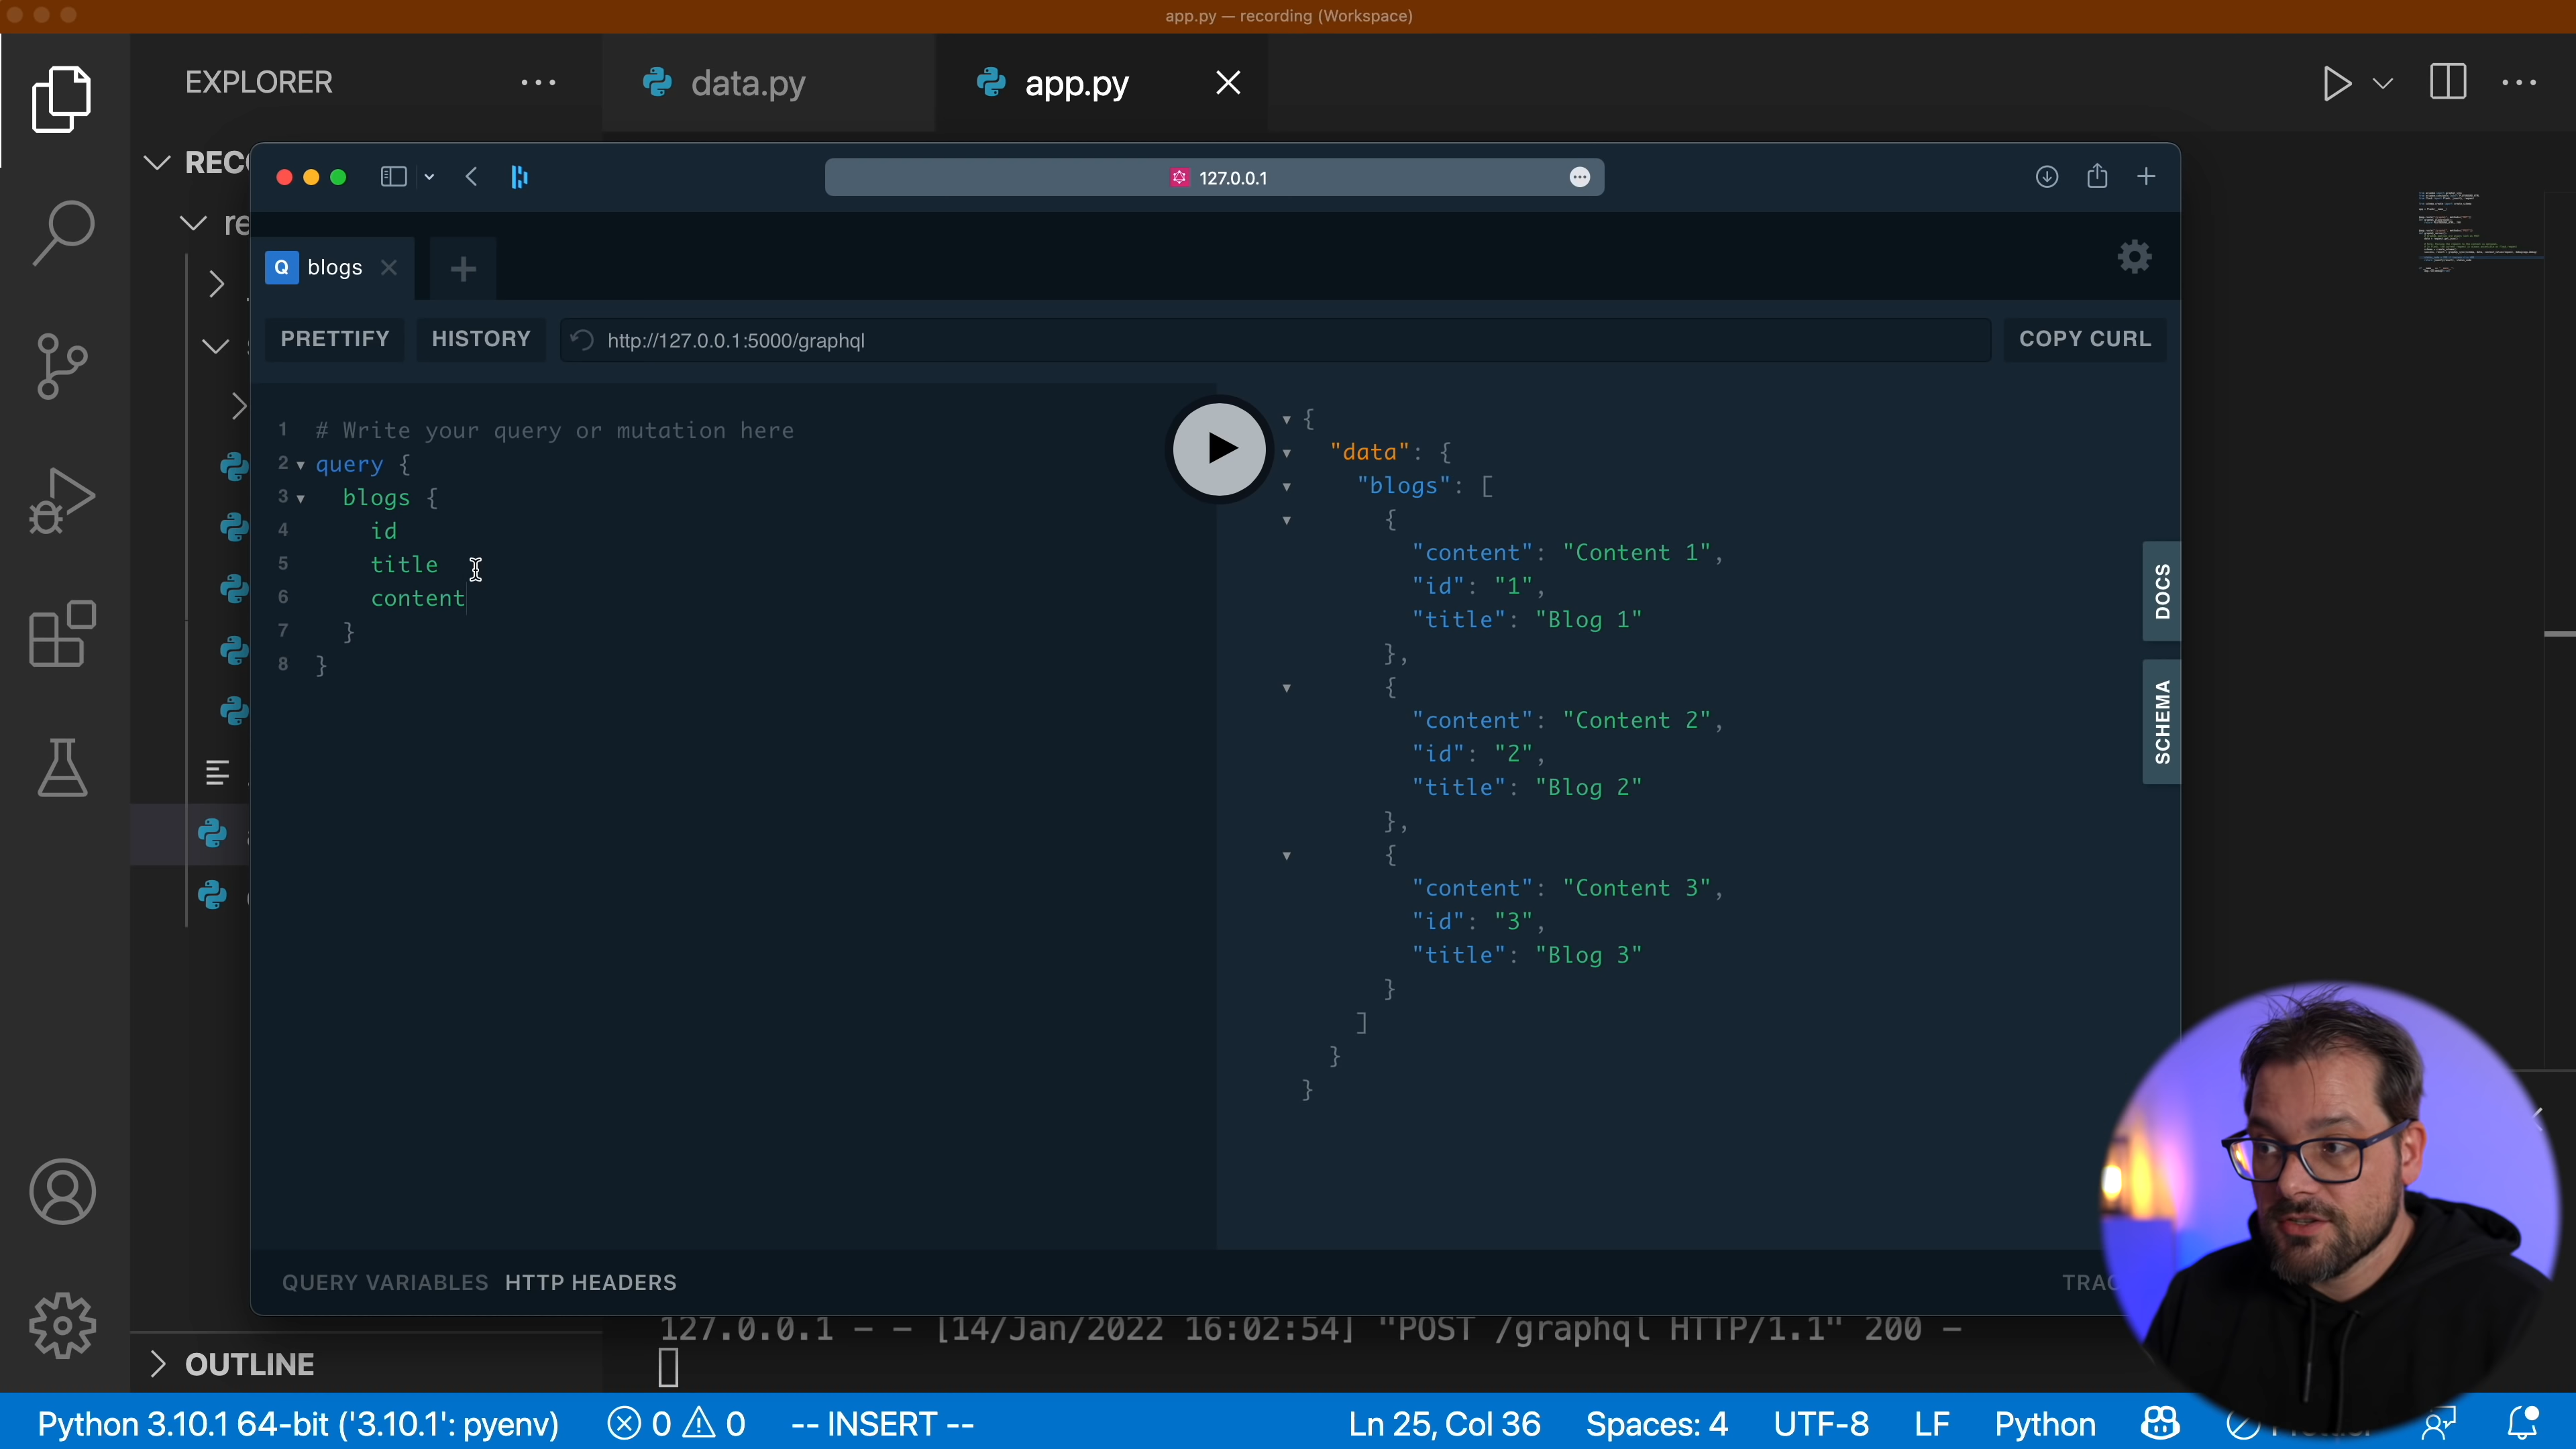 app.py — recording (Workspace)
EXPLORER
data.py
app.py
127.0.0.1
Q blogs
PRETTIFY
HISTORY
http://127.0.0.1:5000/graphql
COPY CURL
1 # Write your query or mutation here
2 query {
3 blogs {
4 id
5 title
6 content
7 }
8 }
{
"data": {
"blogs": [
{
"content": "Content 1",
"id": "1",
"title": "Blog 1"
},
{
"content": "Content 2",
"id": "2",
"title": "Blog 2"
},
{
"content": "Content 3",
"id": "3",
"title": "Blog 3"
}
]
}
}
DOCS
SCHEMA
QUERY VARIABLES
HTTP HEADERS
127.0.0.1 - - [14/Jan/2022 16:02:54] "POST /graphql HTTP/1.1" 200 -
OUTLINE
Python 3.10.1 64-bit ('3.10.1': pyenv)
0
0
-- INSERT --
Ln 25, Col 36
Spaces: 4
UTF-8
LF
Python